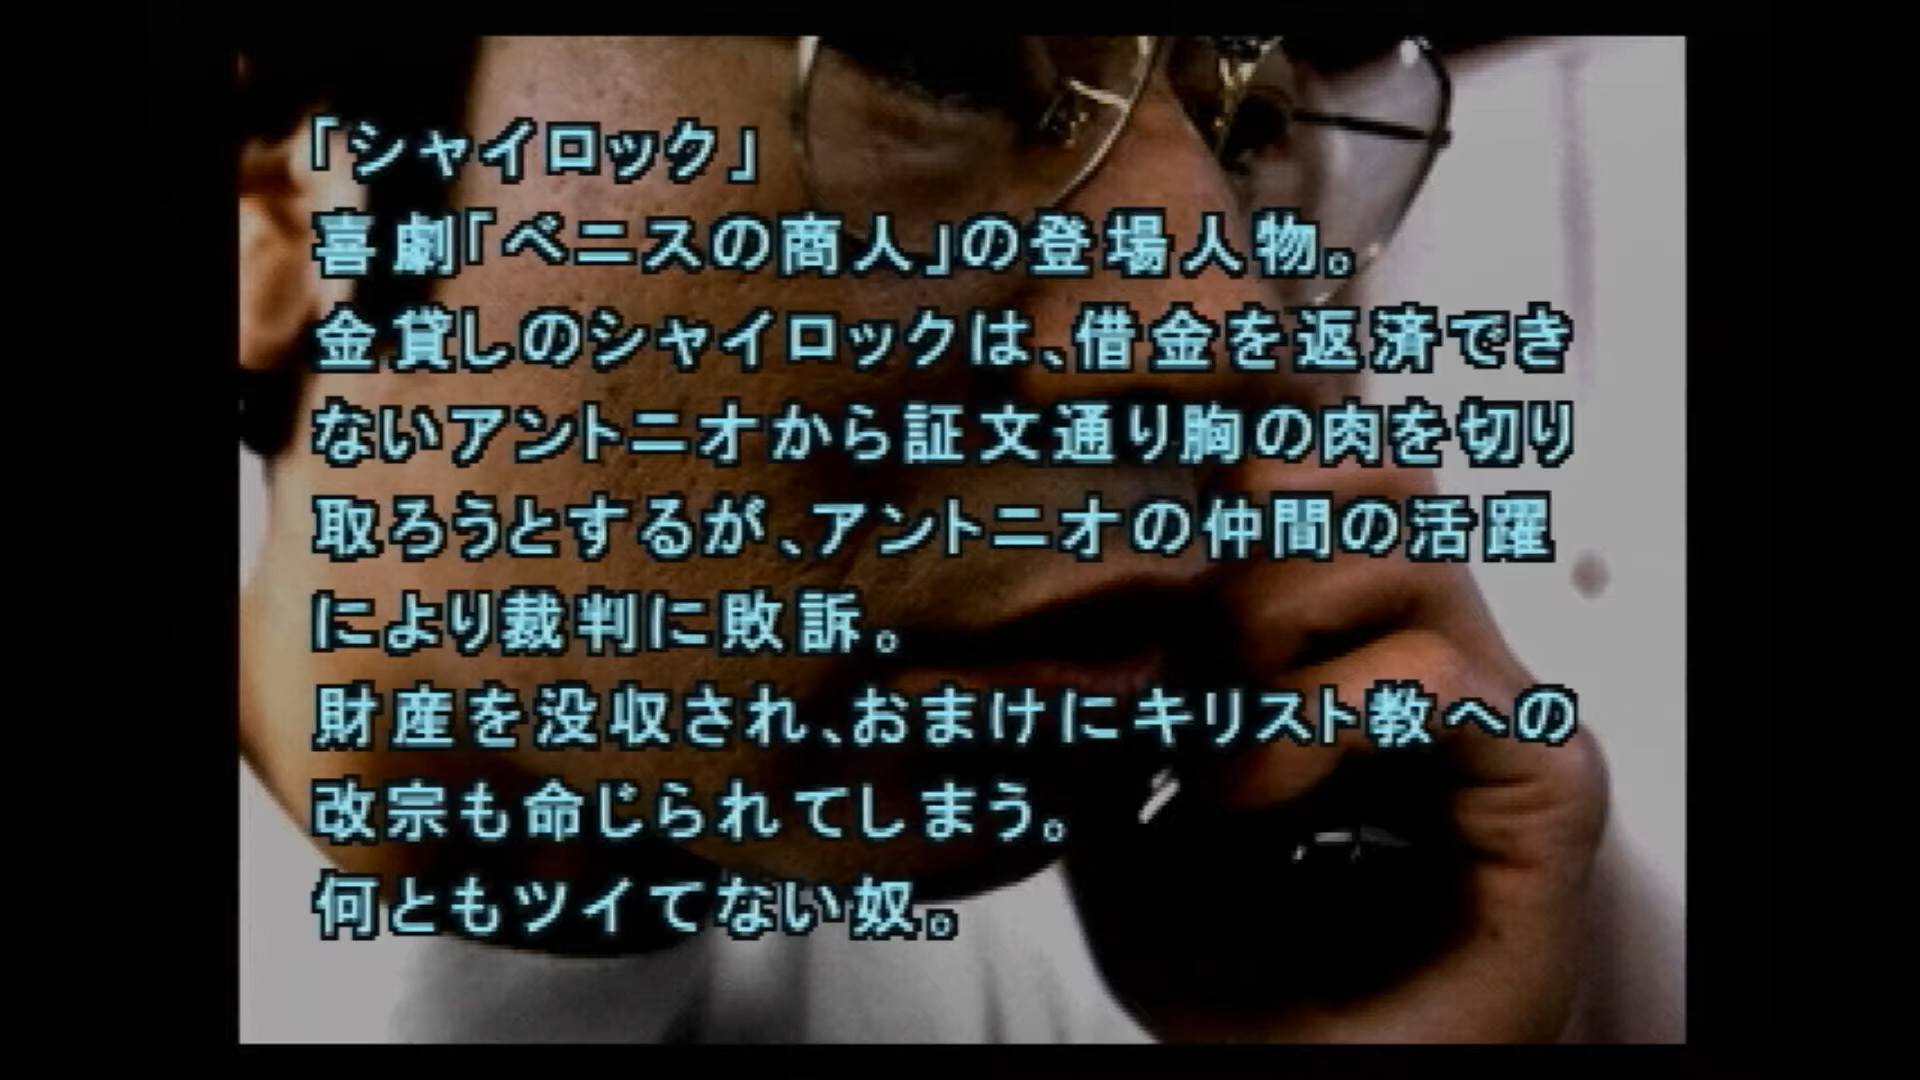 「シャイロック」
喜劇「ベニスの商人」の登場人物。
金貸しのシャイロックは、借金を返済でき
ないアントニオから証文通り胸の肉を切り
取ろうとするが、アントニオの仲間の活躍
により裁判に敗訴。
財産を没収され、おまけにキリスト教への
改宗も命じられてしまう。
何ともツイてない奴。